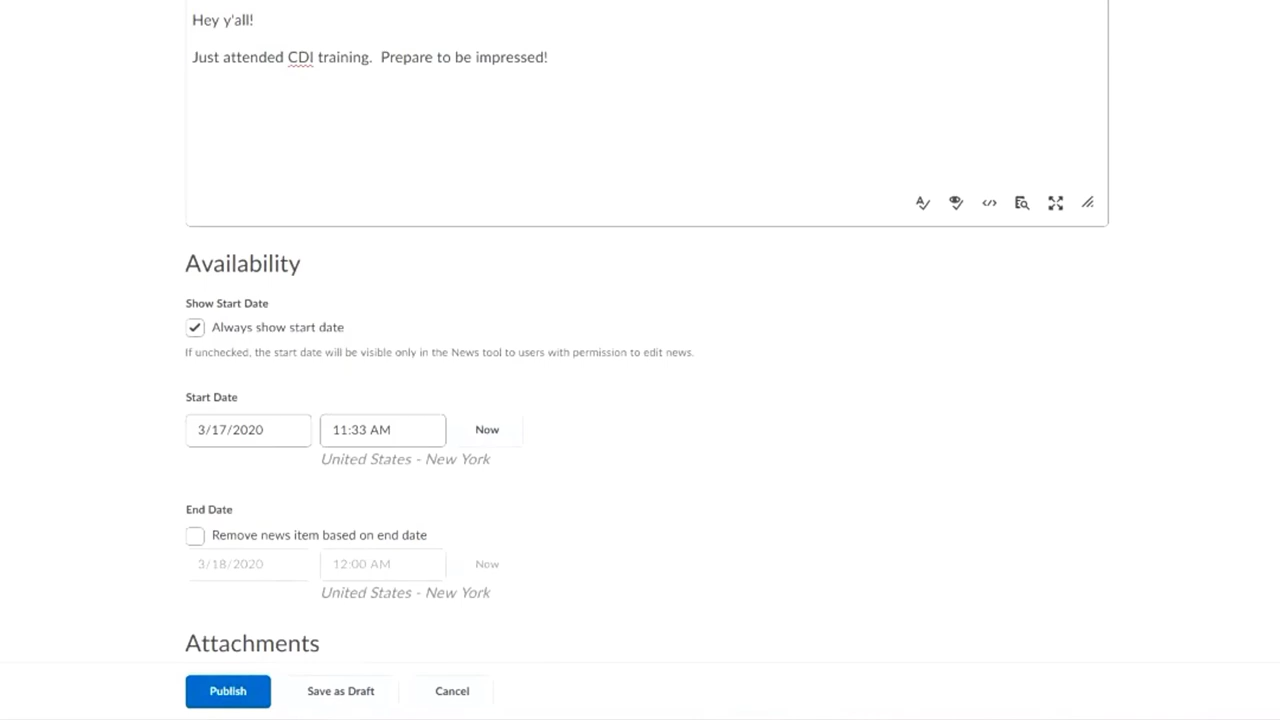 Hey y'all!
Just attended CDI training.  Prepare to be impressed!
Availability
Show Start Date
Always show start date
If unchecked, the start date will be visible only in the News tool to users with permission to edit news.
Start Date
3/17/2020 11:33 AM Now
United States - New York
End Date
Remove news item based on end date
3/18/2020 12:00 AM Now
United States - New York
Attachments
Publish Save as Draft Cancel